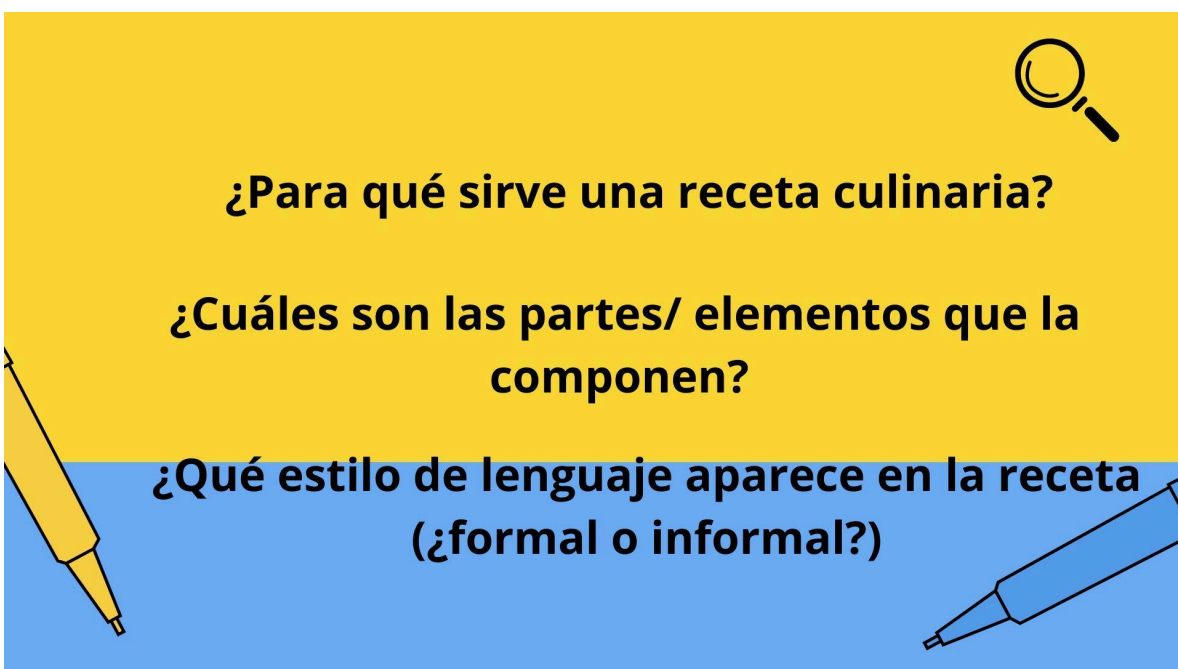 ¿Para qué sirve una receta culinaria?
¿Cuáles son las partes/ elementos que la
componen?
¿Qué estilo de lenguaje aparece en la receta
(¿formal o informal?)